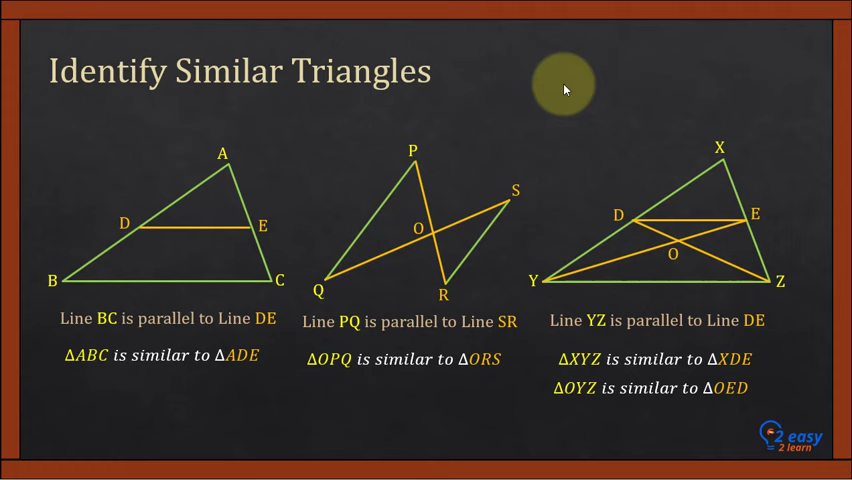 Identify Similar Triangles
A
D
E
B
C
P
S
O
Q
R
X
D
E
O
Y
Z
Line BC is parallel to Line DE
Line PQ is parallel to Line SR
Line YZ is parallel to Line DE
ΔABC is similar to ΔADE
ΔOPQ is similar to ΔORS
ΔXYZ is similar to ΔXDE
ΔOYZ is similar to ΔOED
2 easy
2 learn